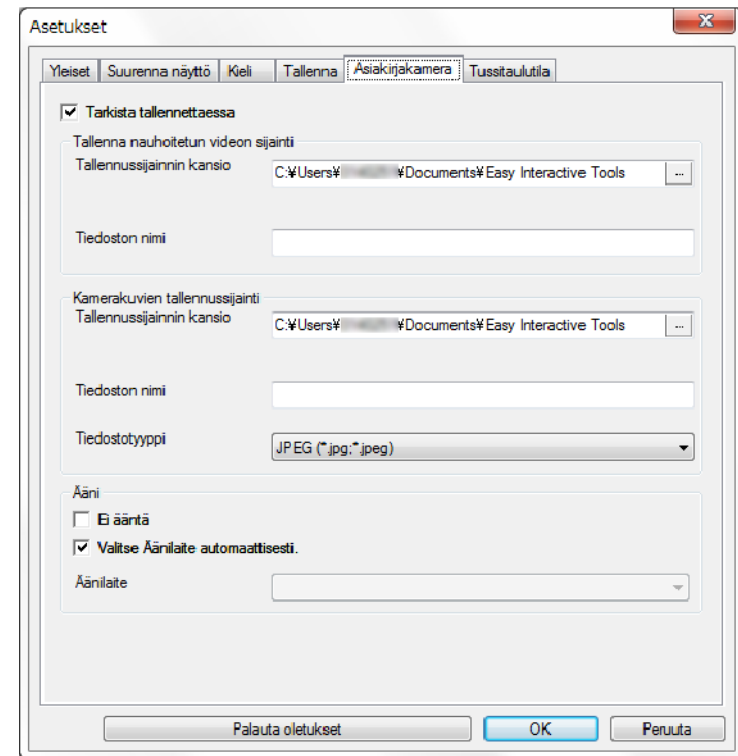 Asetukset
Yleiset Suurenna näyttö Kieli Tallenna Asiakirjakamera Tussitaulutila
Tarkista tallennettaessa
Tallenna nauhoitetun videon sijainti
Tallennussijainnin kansio
C:¥Users¥ ¥Documents¥Easy Interactive Tools ...
Tiedoston nimi
Kamerakuvien tallennussijainti
Tallennussijainnin kansio
C:¥Users¥ ¥Documents¥Easy Interactive Tools ...
Tiedoston nimi
Tiedostotyyppi
JPEG (*.jpg;*.jpeg)
Ääni
Ei ääntä
Valitse Äänilaite automaattisesti.
Äänilaite
Palauta oletukset OK Peruuta